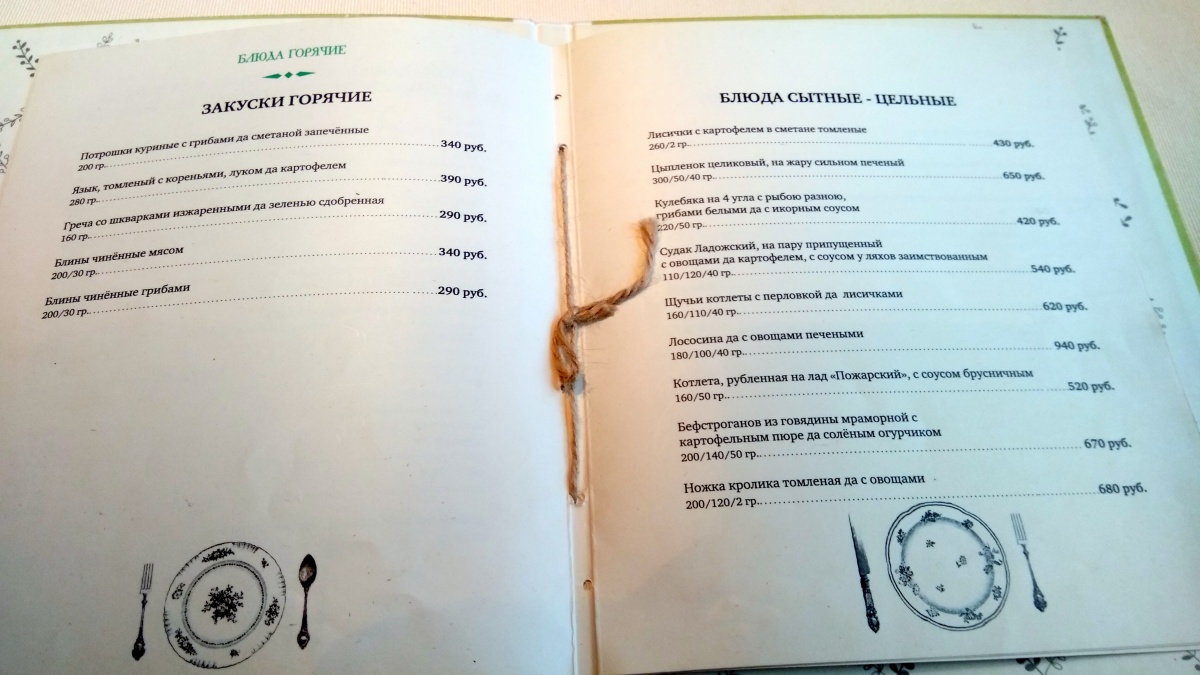 БЛЮДА ГОРЯЧИЕ
ЗАКУСКИ ГОРЯЧИЕ
Потрошки куриные с грибами да сметаной запечённые
200 гр. 340 руб.
Язык, томленый с кореньями, луком да картофелем
280 гр. 390 руб.
Греча со шкварками изжаренными да зеленью сдобренная
160 гр. 290 руб.
Блины чинённые мясом
200/30 гр. 340 руб.
Блины чинённые грибами
200/30 гр. 290 руб.
БЛЮДА СЫТНЫЕ - ЦЕЛЬНЫЕ
Лисички с картофелем в сметане томленые
260/2 гр. 430 руб.
Цыпленок целиковый, на жару сильном печеный
300/50/40 гр. 650 руб.
Кулебяка на 4 угла с рыбою разною,
грибами белыми да с икорным соусом
220/50 гр. 420 руб.
Судак Ладожский, на пару припущенный
с овощами да картофелем, с соусом у ляхов заимствованным
110/120/40 гр. 540 руб.
Щучьи котлеты с перловкой да лисичками
160/110/40 гр. 620 руб.
Лососина да с овощами печеными
180/100/40 гр. 940 руб.
Котлета, рубленная на лад «Пожарский», с соусом брусничным
160/50 гр. 520 руб.
Бефстроганов из говядины мраморной с
картофельным пюре да солёным огурчиком
200/140/50 гр. 670 руб.
Ножка кролика томленая да с овощами
200/120/2 гр. 680 руб.